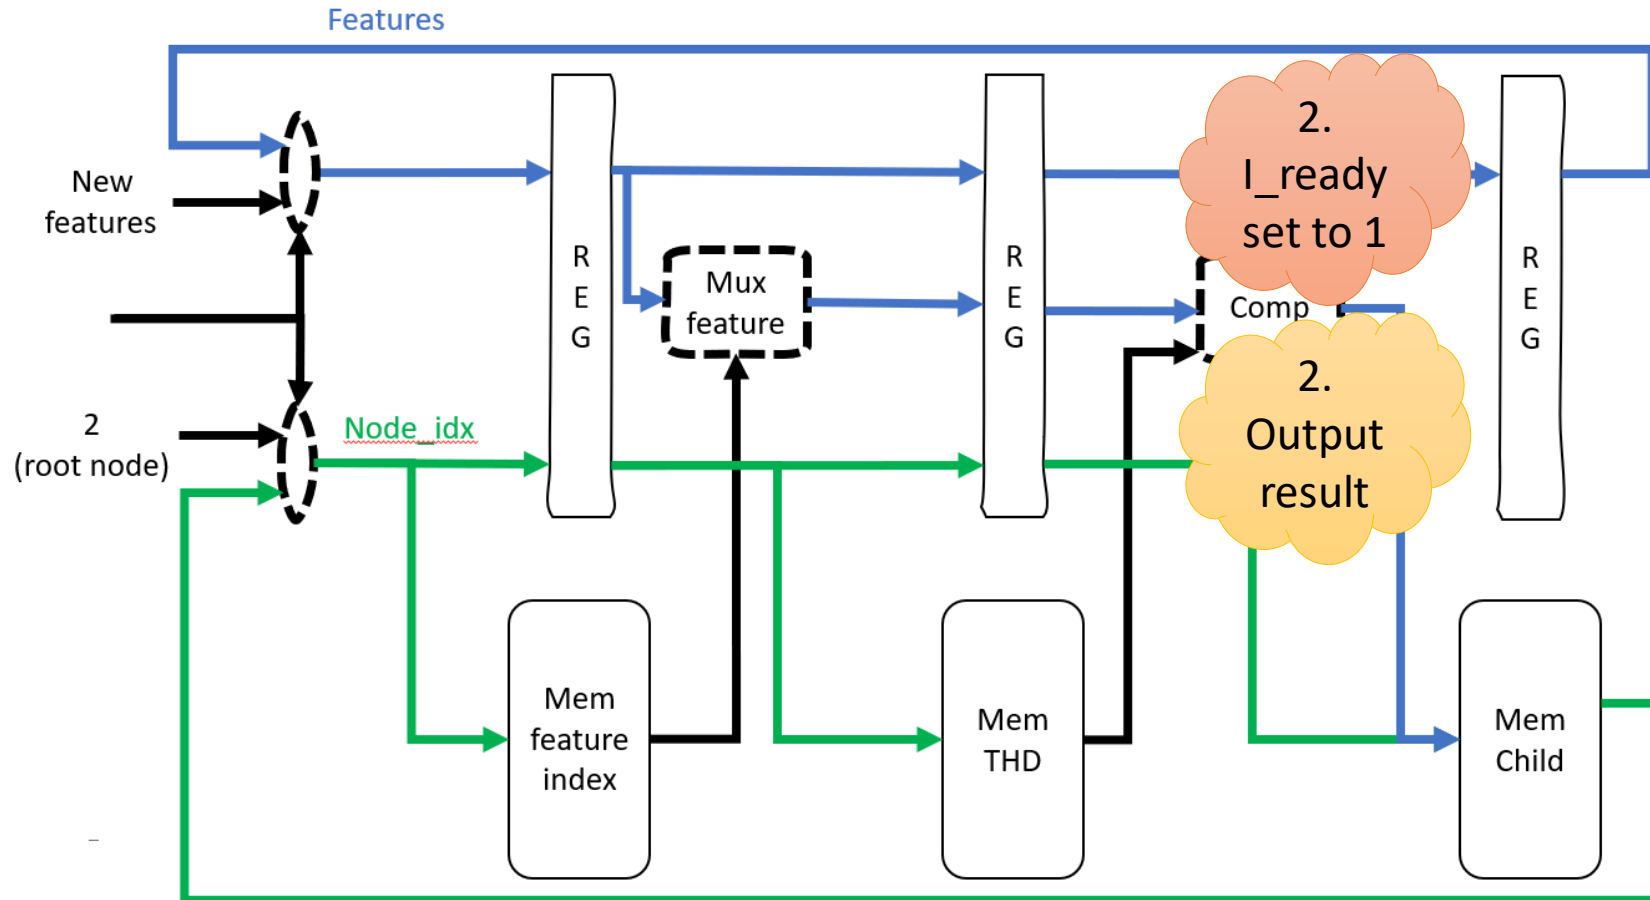 Features
2.
I_ready
set to 1
New
features
R
E
G
Mux
feature
R
E
G
Comp
R
E
G
2
(root node)
Node_idx
2.
Output
result
Mem
feature
index
Mem
THD
Mem
Child